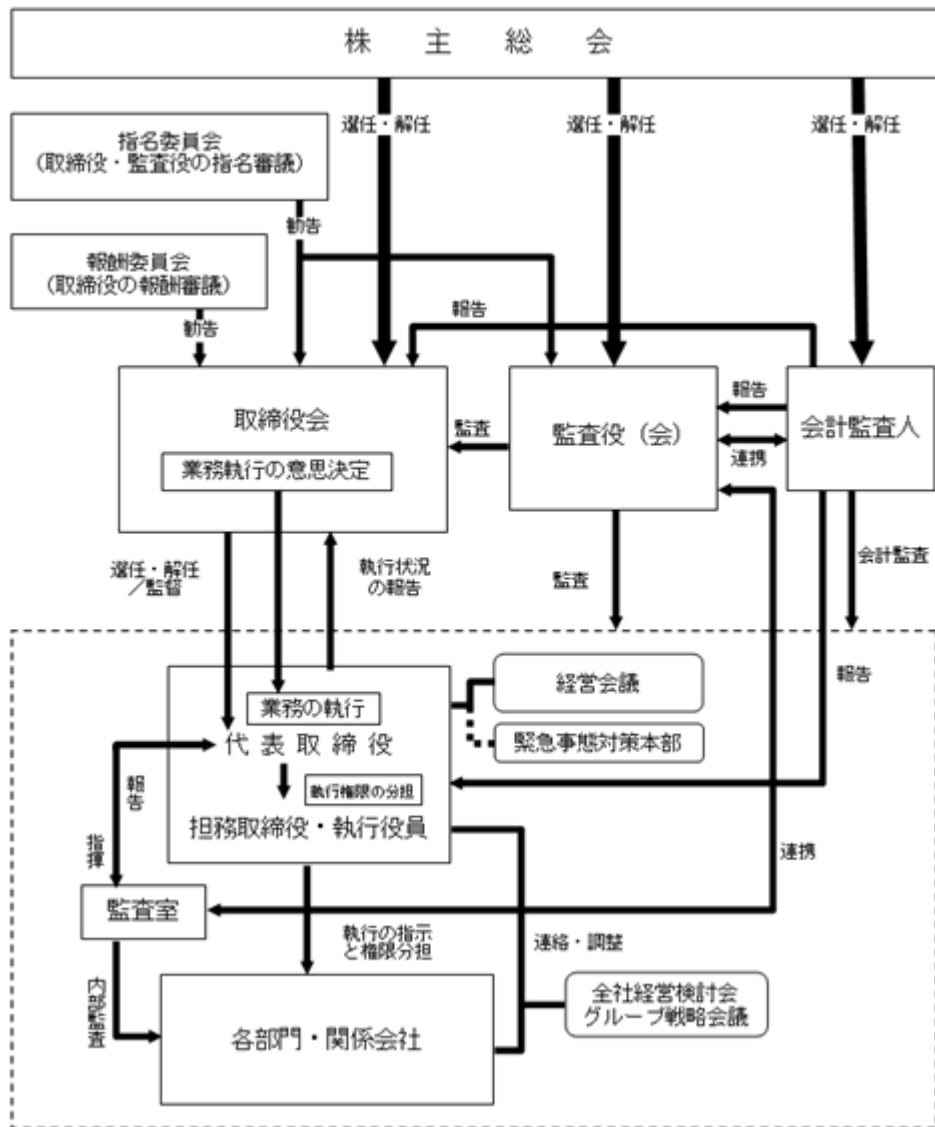 株主総会
選任・解任
選任・解任
選任・解任
指名委員会
（取締役・監査役の指名審議）
勧告
報酬委員会
（取締役の報酬審議）
勧告
報告
取締役会
業務執行の意思決定
監査
監査役（会）
報告
連携
会計監査人
選任・解任
／監督
執行状況
の報告
監査
会計監査
報告
業務の執行
代表取締役
執行権限の分担
担務取締役・執行役員
経営会議
緊急事態対策本部
報告
指揮
監査室
連携
執行の指示
と権限分担
連絡・調整
内部監査
各部門・関係会社
全社経営検討会
グループ戦略会議